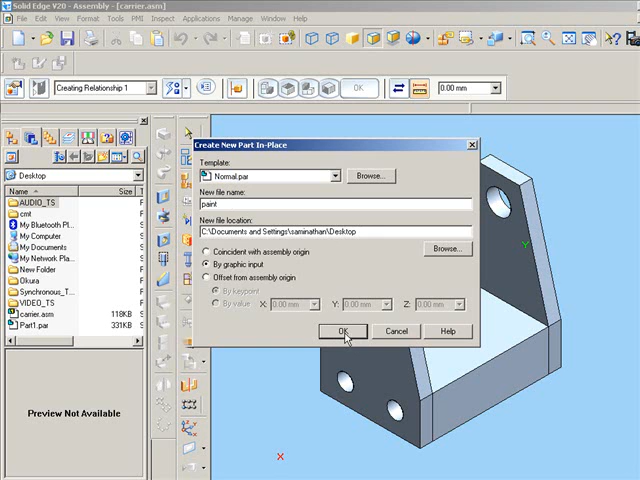 Solid Edge V20 - Assembly - [carrier.asm]
File Edit Format Tools PMI Inspect Applications Manage Window Help
Creating Relationship 1
OK
0.00 mm
Desktop
Name
Size
AUDIO_TS
cmt
My Bluetooth Pl
My Computer
My Documents
My Network Pla
New Folder
Okura
Synchronous_T
VIDEO_TS
carrier.asm 118KB
Part1.par 331KB
Preview Not Available
Create New Part In-Place
Template:
Normal.par
Browse...
New file name:
paint
New file location:
C:\Documents and Settings\saminathan\Desktop
Browse...
Coincident with assembly origin
By graphic input
Offset from assembly origin
By keypoint
By value X: 0.00 mm Y: 0.00 mm Z: 0.00 mm
OK Cancel Help
Y
X